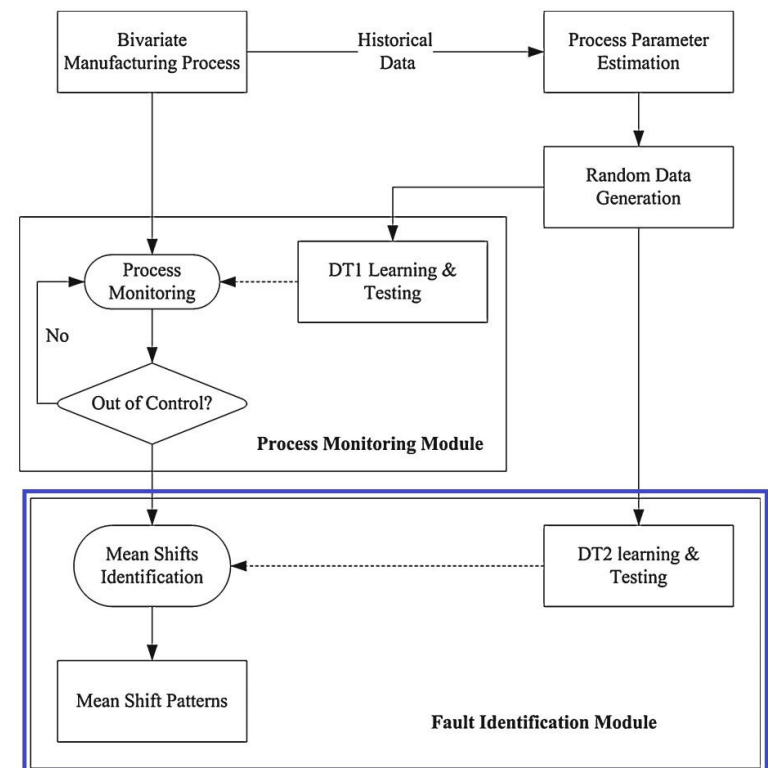 Bivariate
Manufacturing Process
Historical
Data
Process Parameter
Estimation
Random Data
Generation
Process
Monitoring
DT1 Learning &
Testing
No
Out of Control?
Process Monitoring Module
Mean Shifts
Identification
DT2 learning &
Testing
Mean Shift Patterns
Fault Identification Module